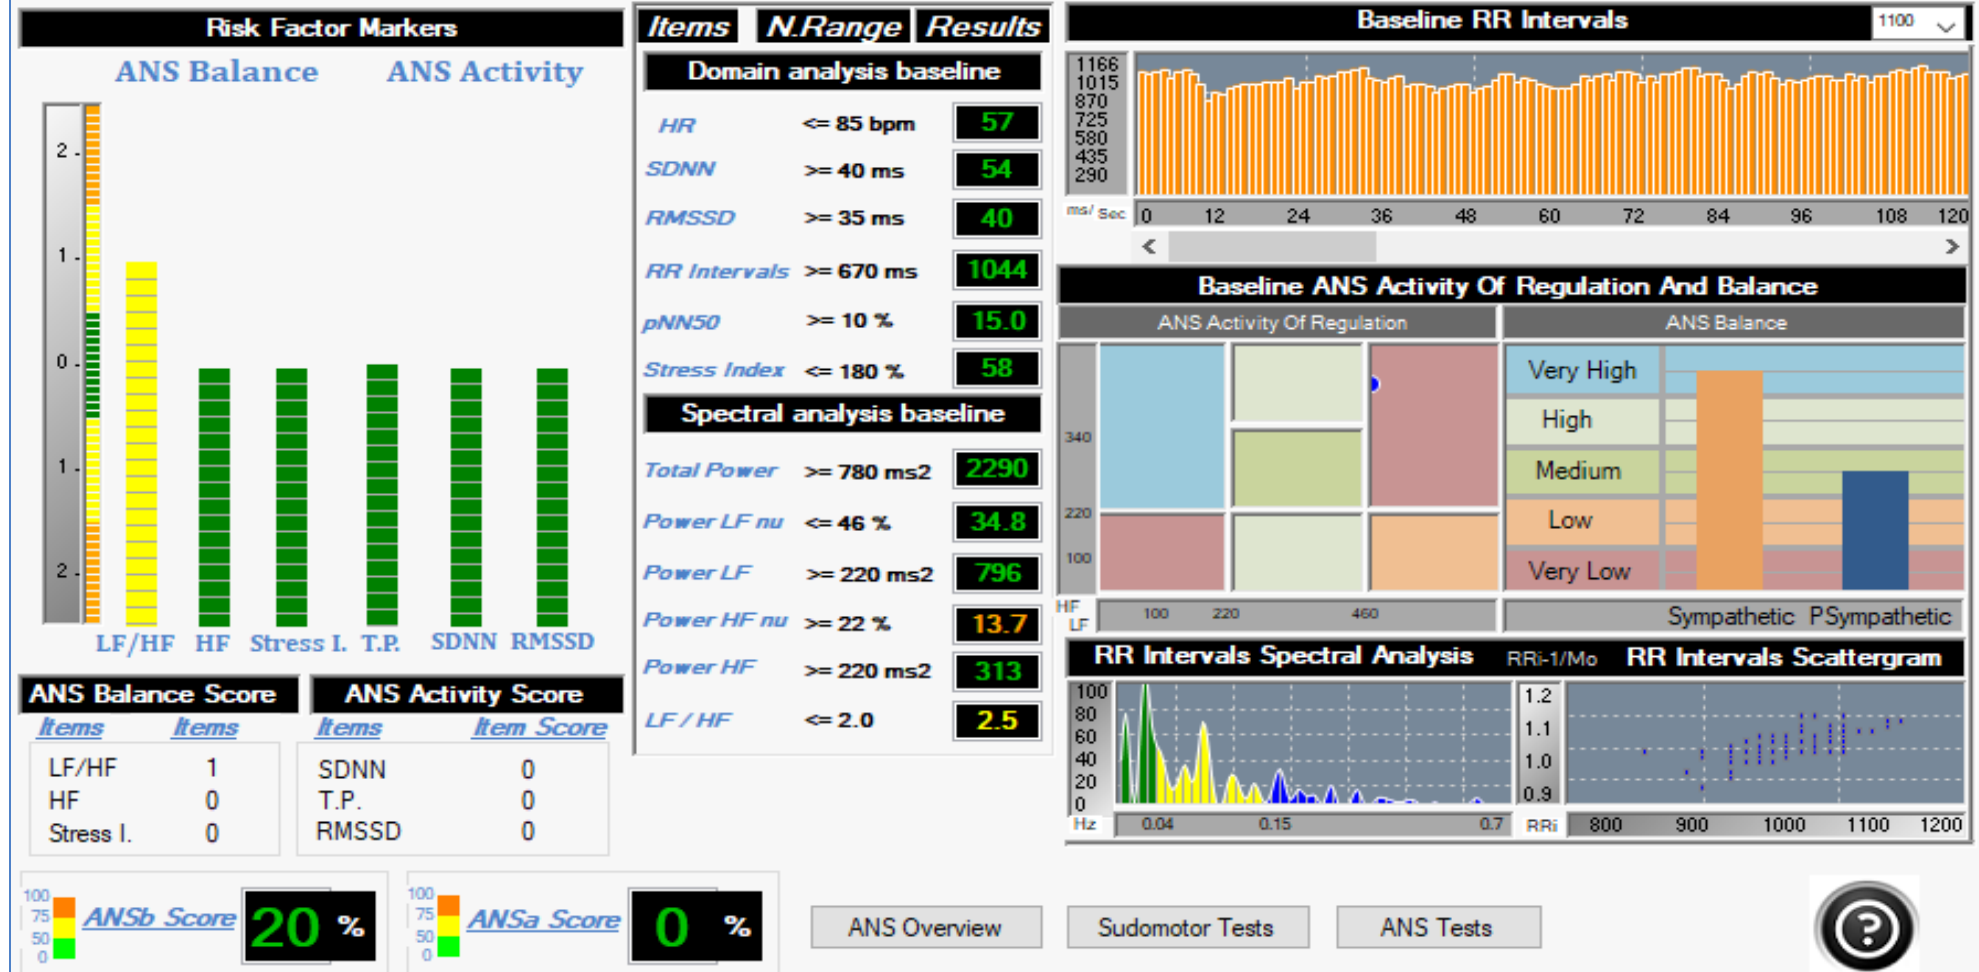 Risk Factor Markers
ANS Balance ANS Activity
2
1
0
1
2
LF/HF HF Stress I. T.P. SDNN RMSSD
ANS Balance Score
Items Items
LF/HF 1
HF 0
Stress I. 0
ANS Activity Score
Items Item Score
SDNN 0
T.P. 0
RMSSD 0
100
75
50
0
ANSb Score 20 %
100
75
50
0
ANSa Score 0 %
Items N.Range Results
Domain analysis baseline
HR <= 85 bpm 57
SDNN >= 40 ms 54
RMSSD >= 35 ms 40
RR Intervals >= 670 ms 1044
pNN50 >= 10 % 15.0
Stress Index <= 180 % 58
Spectral analysis baseline
Total Power >= 780 ms2 2290
Power LF nu <= 46 % 34.8
Power LF >= 220 ms2 796
Power HF nu >= 22 % 13.7
Power HF >= 220 ms2 313
LF / HF <= 2.0 2.5
Baseline RR Intervals 1100
1166
1015
870
725
580
435
290
ms/ Sec 0 12 24 36 48 60 72 84 96 108 120
Baseline ANS Activity Of Regulation And Balance
ANS Activity Of Regulation
340
220
100
HF
LF
100 220 460
ANS Balance
Very High
High
Medium
Low
Very Low
Sympathetic PSympathetic
RR Intervals Spectral Analysis
100
80
60
40
20
0
Hz 0.04 0.15 0.7
RRi-1/Mo RR Intervals Scattergram
1.2
1.1
1.0
0.9
RRi 800 900 1000 1100 1200
ANS Overview Sudomotor Tests ANS Tests
?